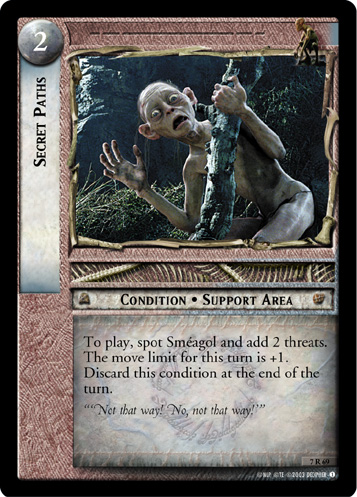 2
SECRET PATHS
CONDITION • SUPPORT AREA
To play, spot Sméagol and add 2 threats.
The move limit for this turn is +1.
Discard this condition at the end of the
turn.
““Not that way! No, not that way!’”
7 R 69